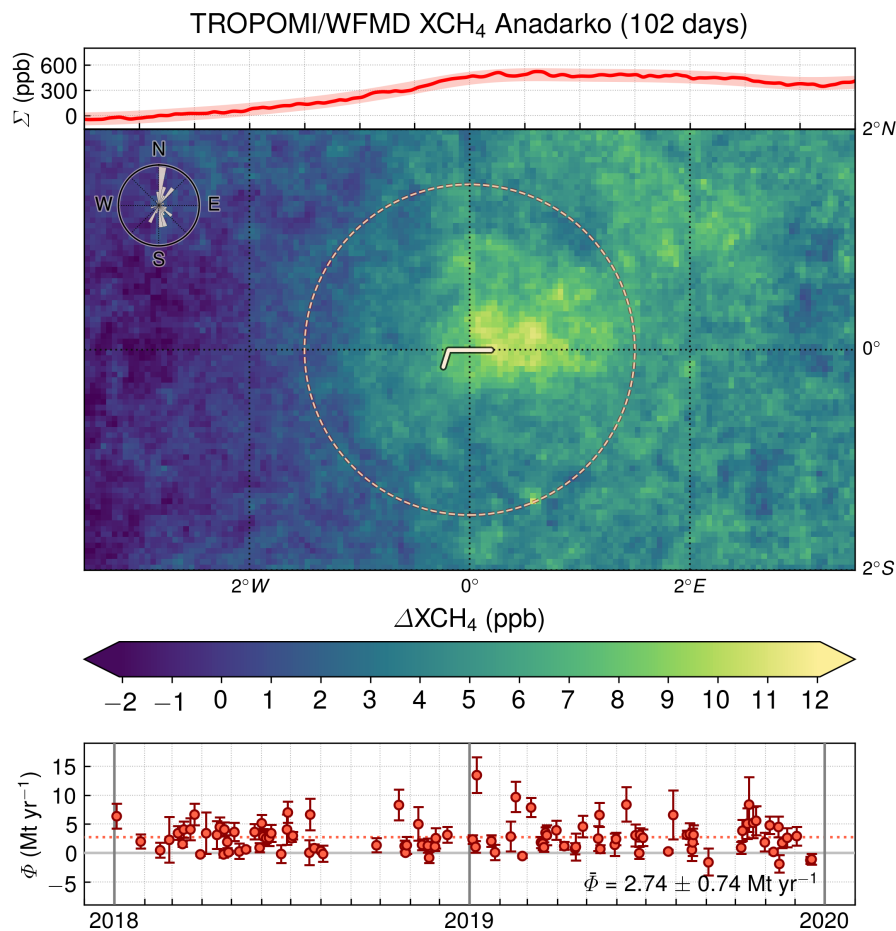 TROPOMI/WFMD XCH₄ Anadarko (102 days)
Σ (ppb)
600
300
0
2°N
N
W E
S
0°
2°S
2°W 0° 2°E
ΔXCH₄ (ppb)
−2 −1 0 1 2 3 4 5 6 7 8 9 10 11 12
Φ (Mt yr⁻¹)
15
10
5
0
−5
Φ̄ = 2.74 ± 0.74 Mt yr⁻¹
2018 2019 2020